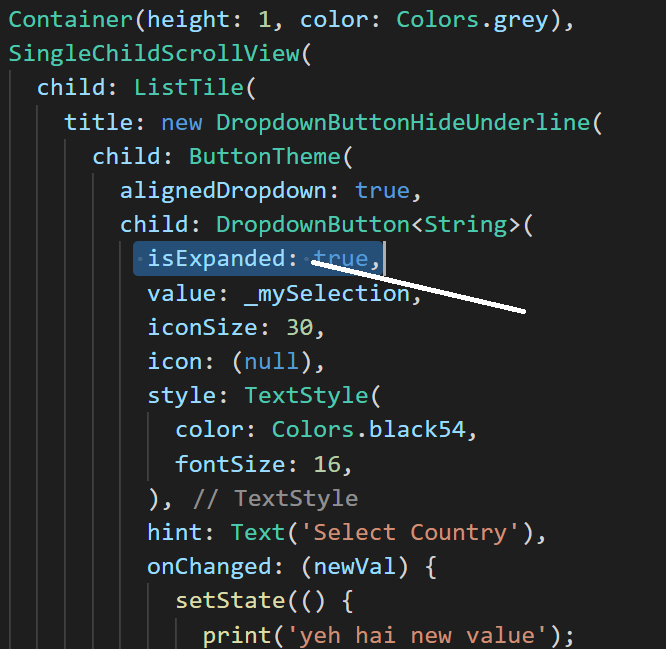 Container(height: 1, color: Colors.grey),
SingleChildScrollView(
child: ListTile(
title: new DropdownButtonHideUnderline(
child: ButtonTheme(
alignedDropdown: true,
child: DropdownButton<String>(
isExpanded: true,
value: _mySelection,
iconSize: 30,
icon: (null),
style: TextStyle(
color: Colors.black54,
fontSize: 16,
), // TextStyle
hint: Text('Select Country'),
onChanged: (newVal) {
setState(() {
print('yeh hai new value');